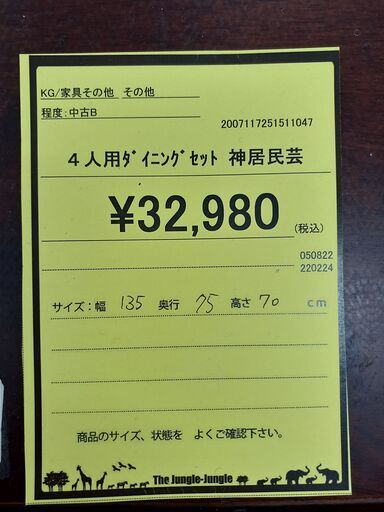 KG/家具その他 その他
程度:中古B
2007117251511047
4人用ﾀﾞｲﾆﾝｸﾞｾｯﾄ 神居民芸
¥32,980 (税込)
050822
220224
サイズ:幅 135 奥行 75 高さ 70 cm
商品のサイズ、状態を よくご確認下さい。
The Jungle-Jungle